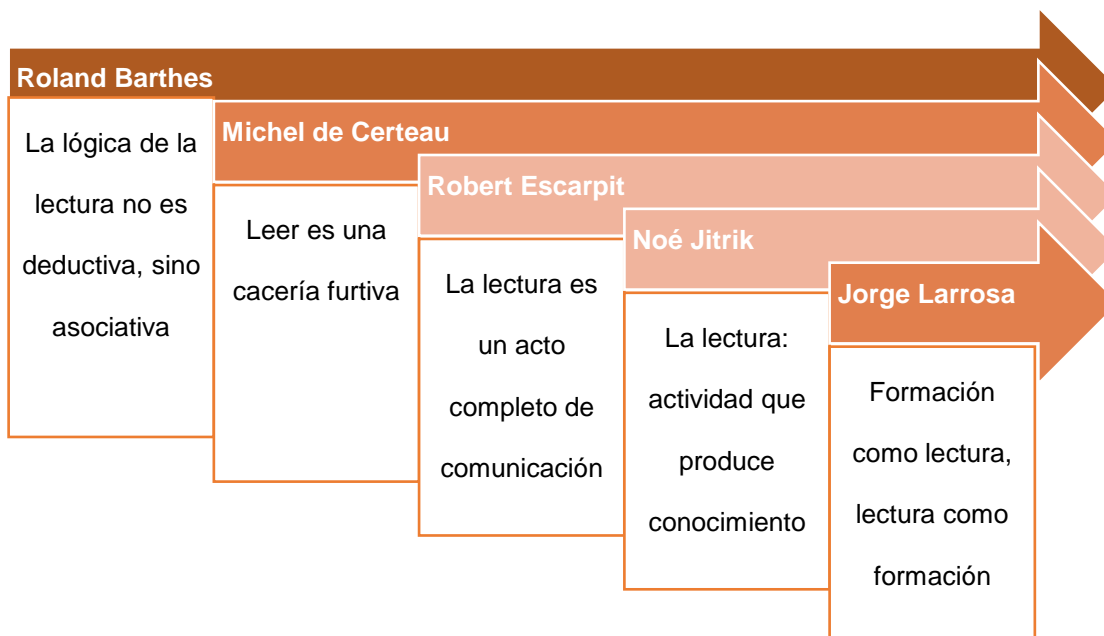 Roland Barthes
La lógica de la
lectura no es
deductiva, sino
asociativa
Michel de Certeau
Leer es una
cacería furtiva
Robert Escarpit
La lectura es
un acto
completo de
comunicación
Noé Jitrik
La lectura:
actividad que
produce
conocimiento
Jorge Larrosa
Formación
como lectura,
lectura como
formación